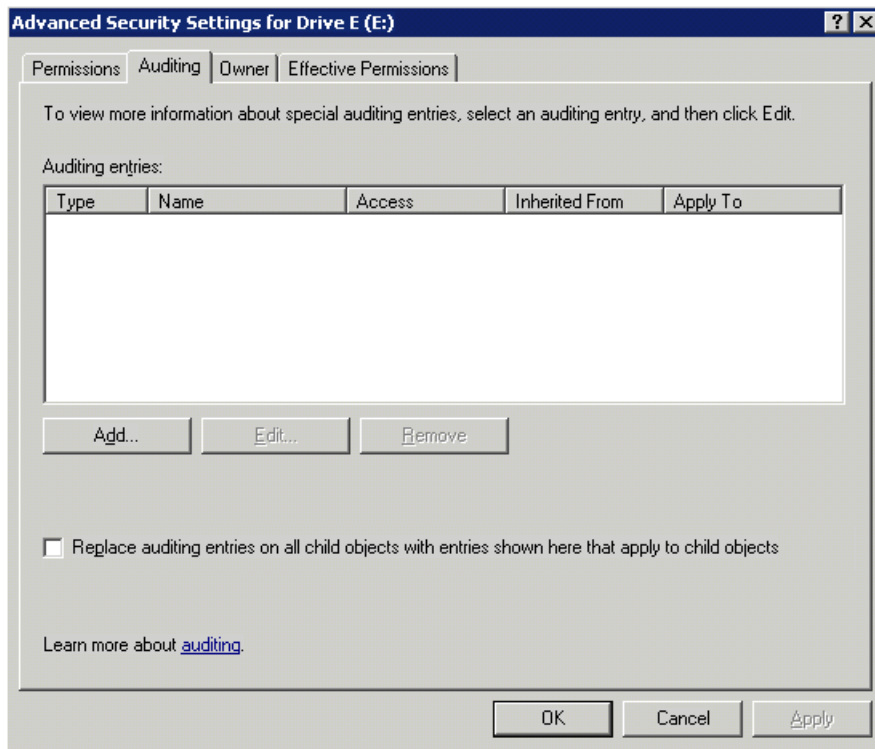 Advanced Security Settings for Drive E (E:)
Permissions Auditing Owner Effective Permissions
To view more information about special auditing entries, select an auditing entry, and then click Edit.
Auditing entries:
Type Name Access Inherited From Apply To
Add... Edit... Remove
Replace auditing entries on all child objects with entries shown here that apply to child objects
Learn more about auditing.
OK Cancel Apply